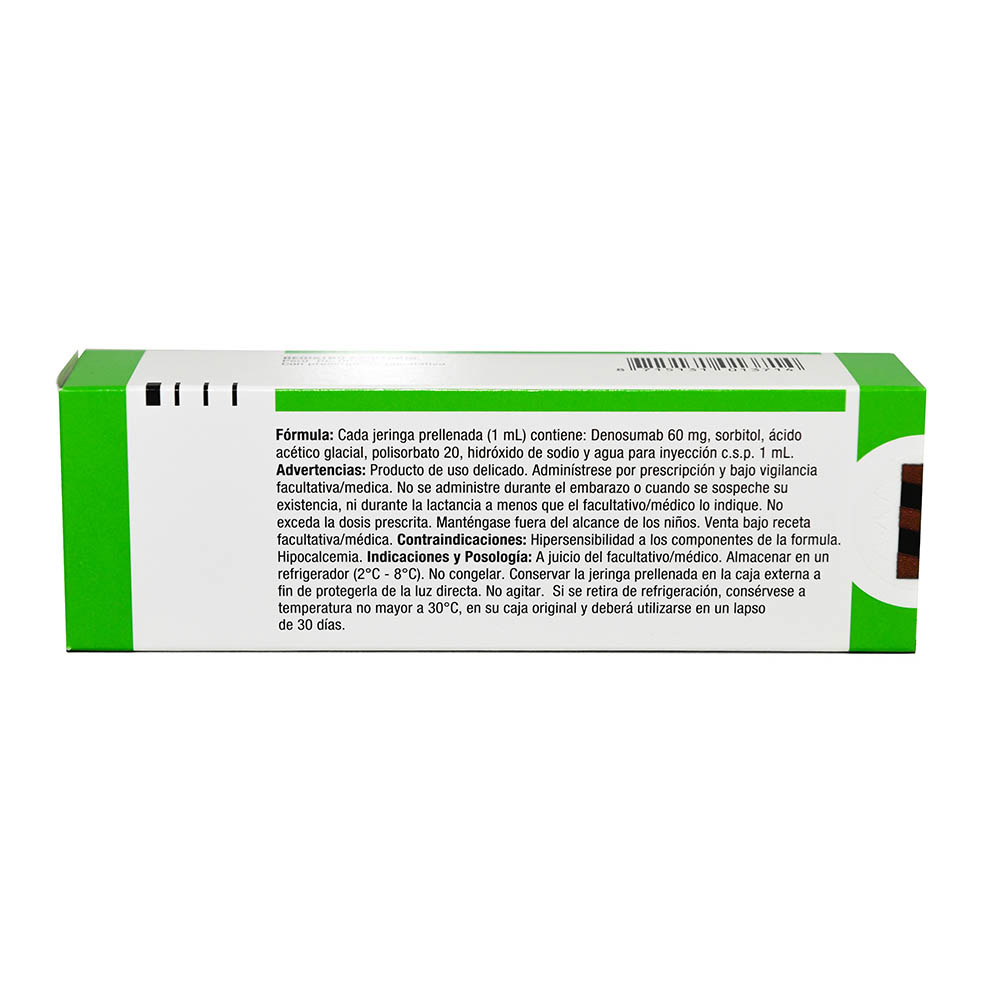 Fórmula: Cada jeringa prellenada (1 mL) contiene: Denosumab 60 mg, sorbitol, ácido
acético glacial, polisorbato 20, hidróxido de sodio y agua para inyección c.s.p. 1 mL.
Advertencias: Producto de uso delicado. Adminístrese por prescripción y bajo vigilancia
facultativa/medica. No se administre durante el embarazo o cuando se sospeche su
existencia, ni durante la lactancia a menos que el facultativo/médico lo indique. No
exceda la dosis prescrita. Manténgase fuera del alcance de los niños. Venta bajo receta
facultativa/médica. Contraindicaciones: Hipersensibilidad a los componentes de la formula.
Hipocalcemia. Indicaciones y Posología: A juicio del facultativo/médico. Almacenar en un
refrigerador (2°C - 8°C). No congelar. Conservar la jeringa prellenada en la caja externa a
fin de protegerla de la luz directa. No agitar. Si se retira de refrigeración, consérvese a
temperatura no mayor a 30°C, en su caja original y deberá utilizarse en un lapso
de 30 días.